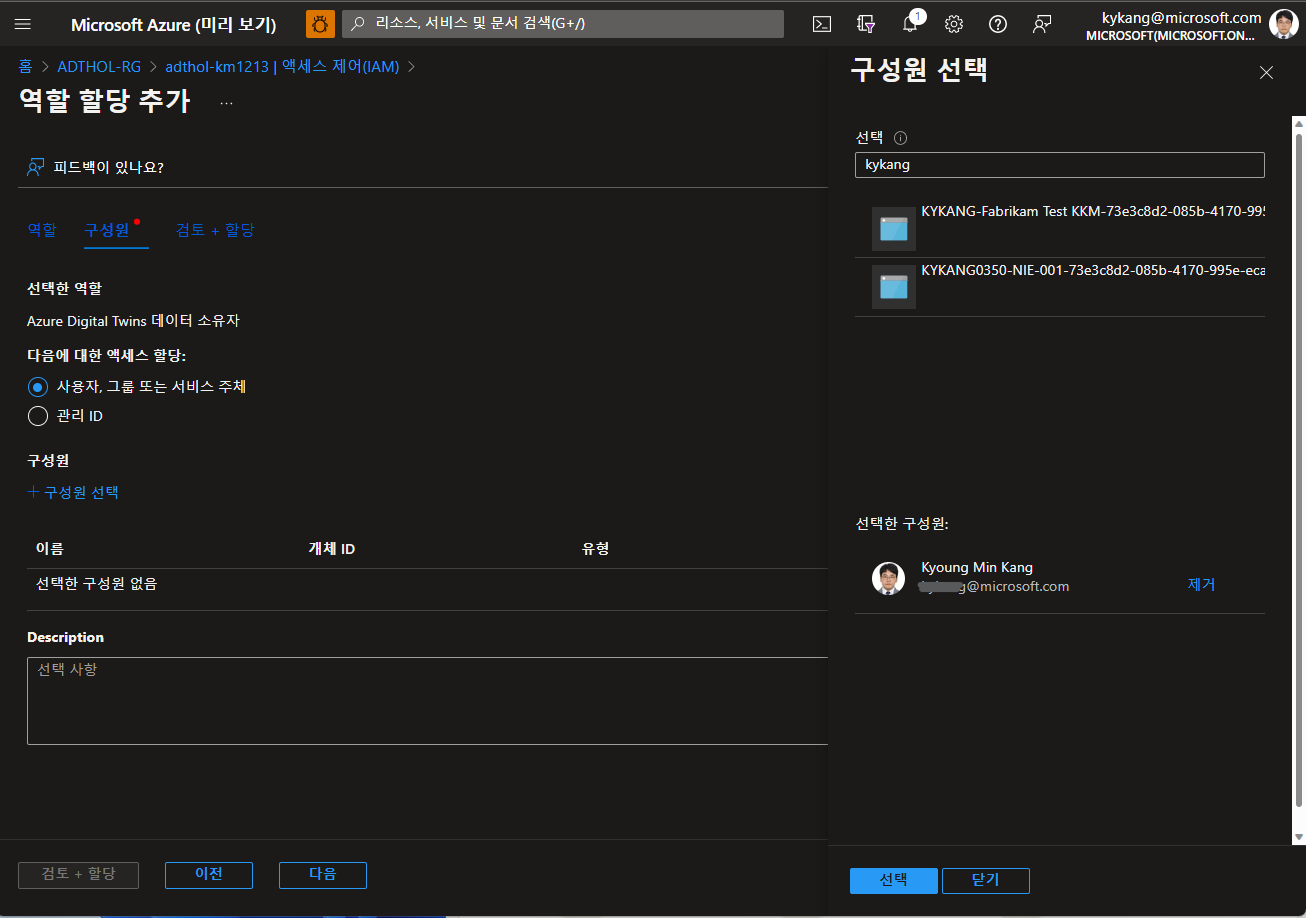 Microsoft Azure (미리 보기)
리소스, 서비스 및 문서 검색(G+/)
1
kykang@microsoft.com
MICROSOFT(MICROSOFT.ON...
홈 > ADTHOL-RG > adthol-km1213 | 액세스 제어(IAM) >
역할 할당 추가 ...
피드백이 있나요?
역할 구성원 검토 + 할당
선택한 역할
Azure Digital Twins 데이터 소유자
다음에 대한 액세스 할당:
사용자, 그룹 또는 서비스 주체
관리 ID
구성원
+ 구성원 선택
이름 개체 ID 유형
선택한 구성원 없음
Description
선택 사항
검토 + 할당 이전 다음
구성원 선택
선택
kykang
KYKANG-Fabrikam Test KKM-73e3c8d2-085b-4170-995
KYKANG0350-NIE-001-73e3c8d2-085b-4170-995e-eca
선택한 구성원:
Kyoung Min Kang
@microsoft.com
제거
선택 닫기